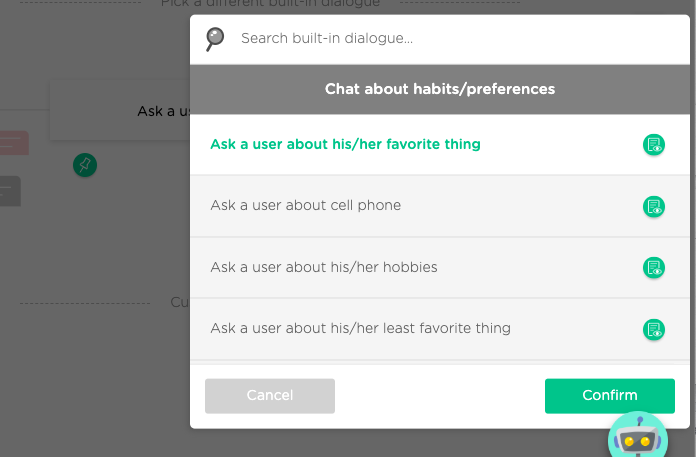 Pick a different built-in dialogue
Search built-in dialogue...
Chat about habits/preferences
Ask a u
Ask a user about his/her favorite thing
Ask a user about cell phone
Ask a user about his/her hobbies
Cu
Ask a user about his/her least favorite thing
Cancel
Confirm